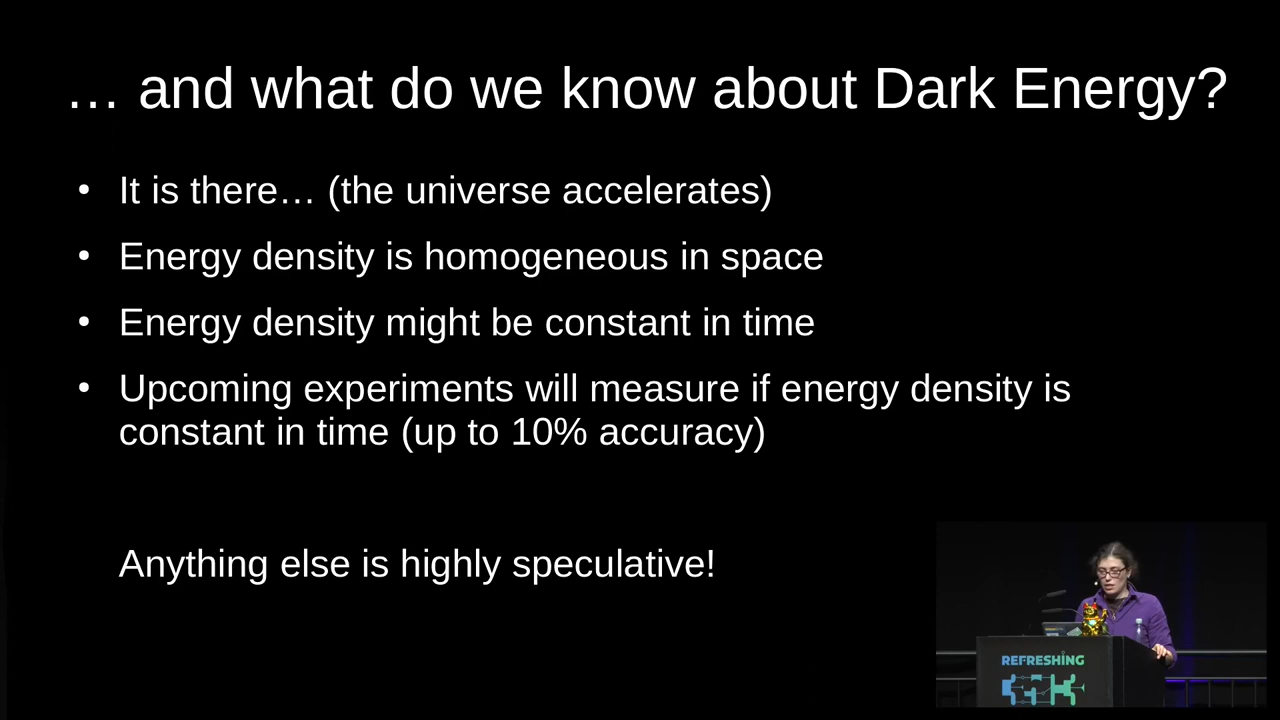 … and what do we know about Dark Energy?
• It is there… (the universe accelerates)
• Energy density is homogeneous in space
• Energy density might be constant in time
• Upcoming experiments will measure if energy density is
constant in time (up to 10% accuracy)
Anything else is highly speculative!
REFRESHING